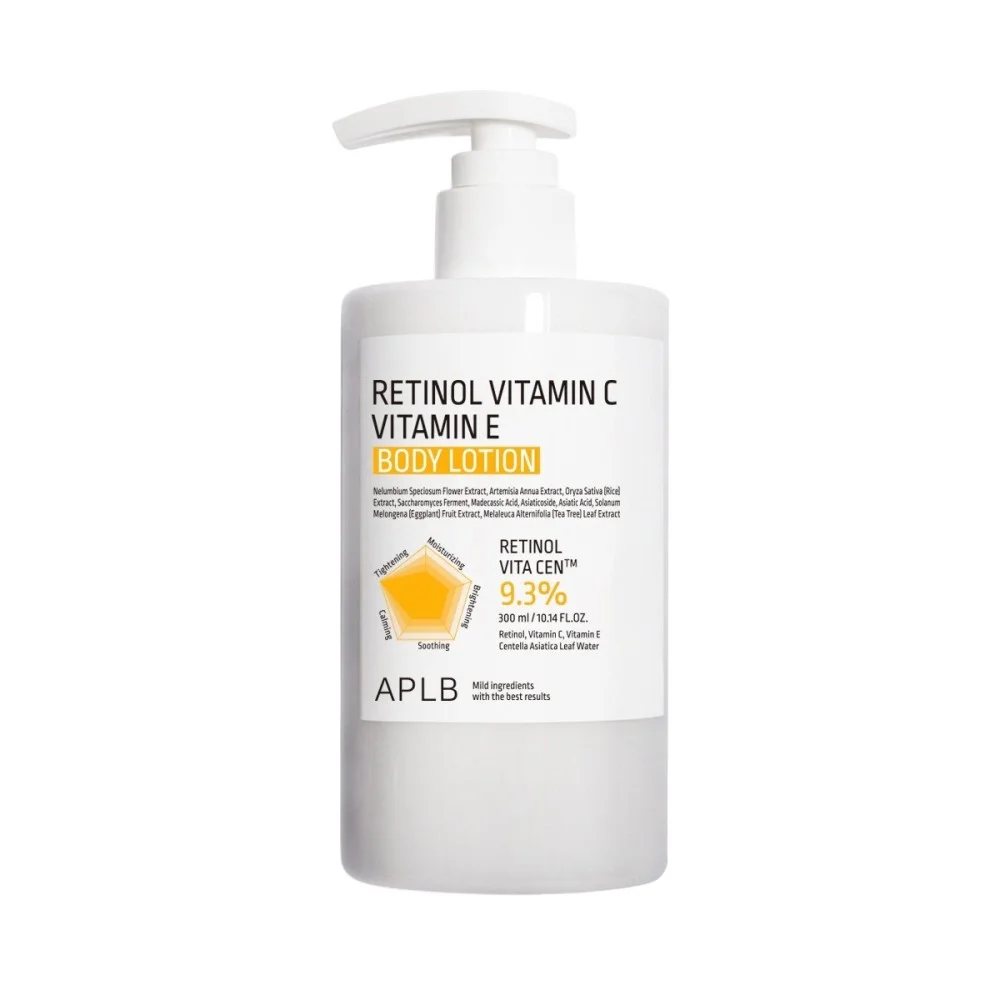 RETINOL VITAMIN C
VITAMIN E
BODY LOTION
Nelumbium Speciosum Flower Extract, Artemisia Annua Extract, Oryza Sativa (Rice)
Extract, Saccharomyces Ferment, Madecassic Acid, Asiaticoside, Asiatic Acid, Solanum
Melongena (Eggplant) Fruit Extract, Melaleuca Alternifolia (Tea Tree) Leaf Extract
Tightening
Moisturizing
Brightening
Soothing
Calming
RETINOL
VITA CEN™
9.3%
300 ml / 10.14 FL.OZ.
Retinol, Vitamin C, Vitamin E
Centella Asiatica Leaf Water
APLB
Mild ingredients
with the best results